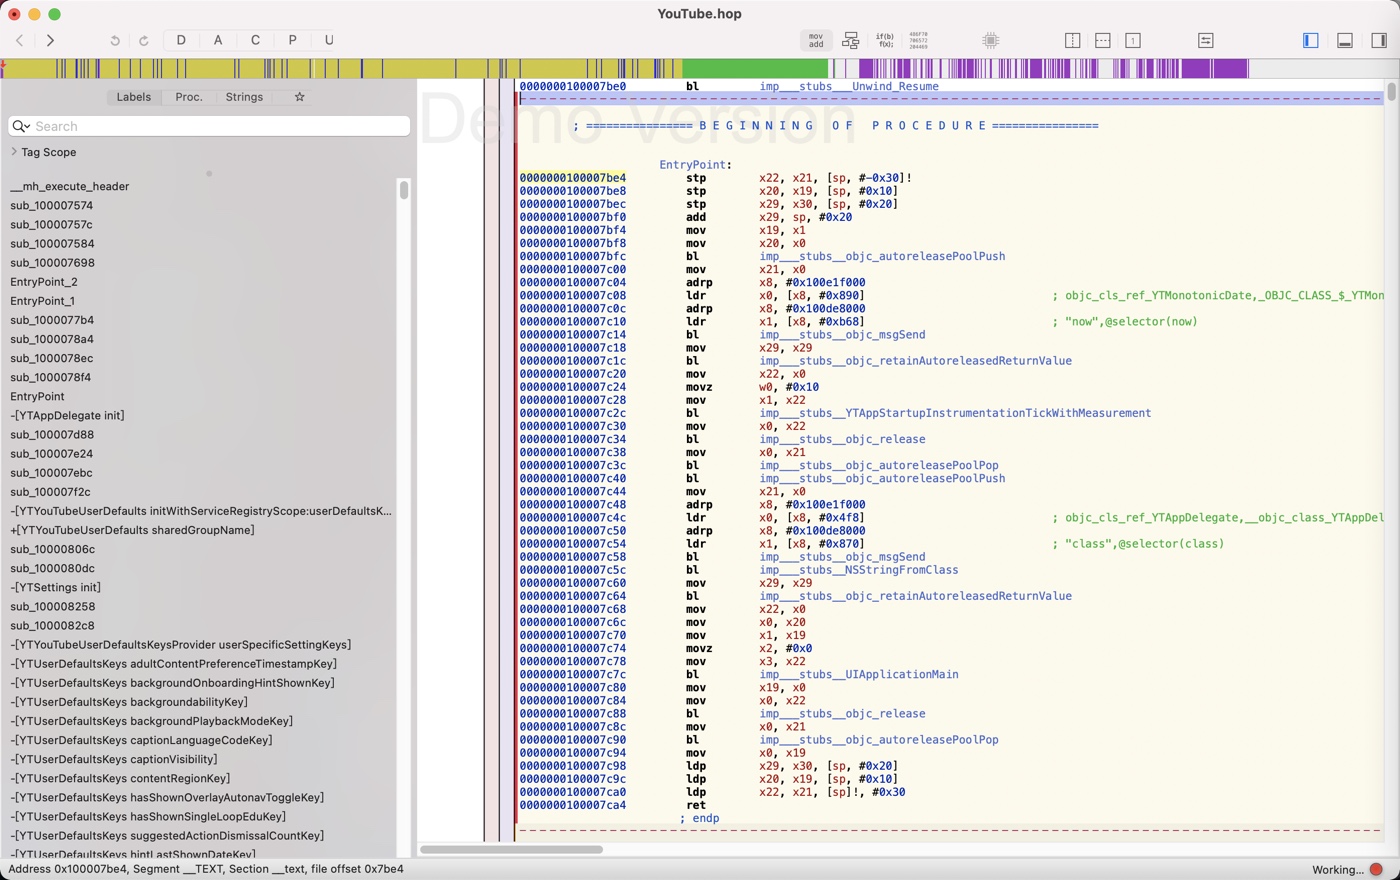 YouTube.hop
D A C P U
mov
add
if(b)
f(x);
Labels Proc. Strings
Search
Tag Scope
__mh_execute_header
sub_100007574
sub_10000757c
sub_100007584
sub_100007698
EntryPoint_2
EntryPoint_1
sub_1000077b4
sub_1000078a4
sub_1000078ec
sub_1000078f4
EntryPoint
-[YTAppDelegate init]
sub_100007d88
sub_100007e24
sub_100007ebc
sub_100007f2c
-[YTYouTubeUserDefaults initWithServiceRegistryScope:userDefaultsK...
+[YTYouTubeUserDefaults sharedGroupName]
sub_10000806c
sub_1000080dc
-[YTSettings init]
sub_100008258
sub_1000082c8
-[YTYouTubeUserDefaultsKeysProvider userSpecificSettingKeys]
-[YTUserDefaultsKeys adultContentPreferenceTimestampKey]
-[YTUserDefaultsKeys backgroundOnboardingHintShownKey]
-[YTUserDefaultsKeys backgroundabilityKey]
-[YTUserDefaultsKeys backgroundPlaybackModeKey]
-[YTUserDefaultsKeys captionLanguageCodeKey]
-[YTUserDefaultsKeys captionVisibility]
-[YTUserDefaultsKeys contentRegionKey]
-[YTUserDefaultsKeys hasShownOverlayAutonavToggleKey]
-[YTUserDefaultsKeys hasShownSingleLoopEduKey]
-[YTUserDefaultsKeys suggestedActionDismissalCountKey]
-[YTUserDefaultsKeys hintLastShownDateKey]
Demo Version
0000000100007be0 bl imp___stubs___Unwind_Resume
; ================ B E G I N N I N G   O F   P R O C E D U R E ================
EntryPoint:
0000000100007be4 stp x22, x21, [sp, #-0x30]!
0000000100007be8 stp x20, x19, [sp, #0x10]
0000000100007bec stp x29, x30, [sp, #0x20]
0000000100007bf0 add x29, sp, #0x20
0000000100007bf4 mov x19, x1
0000000100007bf8 mov x20, x0
0000000100007bfc bl imp___stubs__objc_autoreleasePoolPush
0000000100007c00 mov x21, x0
0000000100007c04 adrp x8, #0x100e1f000
0000000100007c08 ldr x0, [x8, #0x890] ; objc_cls_ref_YTMonotonicDate,_OBJC_CLASS_$_YTMon
0000000100007c0c adrp x8, #0x100de8000
0000000100007c10 ldr x1, [x8, #0xb68] ; "now",@selector(now)
0000000100007c14 bl imp___stubs__objc_msgSend
0000000100007c18 mov x29, x29
0000000100007c1c bl imp___stubs__objc_retainAutoreleasedReturnValue
0000000100007c20 mov x22, x0
0000000100007c24 movz w0, #0x10
0000000100007c28 mov x1, x22
0000000100007c2c bl imp___stubs__YTAppStartupInstrumentationTickWithMeasurement
0000000100007c30 mov x0, x22
0000000100007c34 bl imp___stubs__objc_release
0000000100007c38 mov x0, x21
0000000100007c3c bl imp___stubs__objc_autoreleasePoolPop
0000000100007c40 bl imp___stubs__objc_autoreleasePoolPush
0000000100007c44 mov x21, x0
0000000100007c48 adrp x8, #0x100e1f000
0000000100007c4c ldr x0, [x8, #0x4f8] ; objc_cls_ref_YTAppDelegate,__objc_class_YTAppDel
0000000100007c50 adrp x8, #0x100de8000
0000000100007c54 ldr x1, [x8, #0x870] ; "class",@selector(class)
0000000100007c58 bl imp___stubs__objc_msgSend
0000000100007c5c bl imp___stubs__NSStringFromClass
0000000100007c60 mov x29, x29
0000000100007c64 bl imp___stubs__objc_retainAutoreleasedReturnValue
0000000100007c68 mov x22, x0
0000000100007c6c mov x0, x20
0000000100007c70 mov x1, x19
0000000100007c74 movz x2, #0x0
0000000100007c78 mov x3, x22
0000000100007c7c bl imp___stubs__UIApplicationMain
0000000100007c80 mov x19, x0
0000000100007c84 mov x0, x22
0000000100007c88 bl imp___stubs__objc_release
0000000100007c8c mov x0, x21
0000000100007c90 bl imp___stubs__objc_autoreleasePoolPop
0000000100007c94 mov x0, x19
0000000100007c98 ldp x29, x30, [sp, #0x20]
0000000100007c9c ldp x20, x19, [sp, #0x10]
0000000100007ca0 ldp x22, x21, [sp]!, #0x30
0000000100007ca4 ret
; endp
Address 0x100007be4, Segment __TEXT, Section __text, file offset 0x7be4
Working...